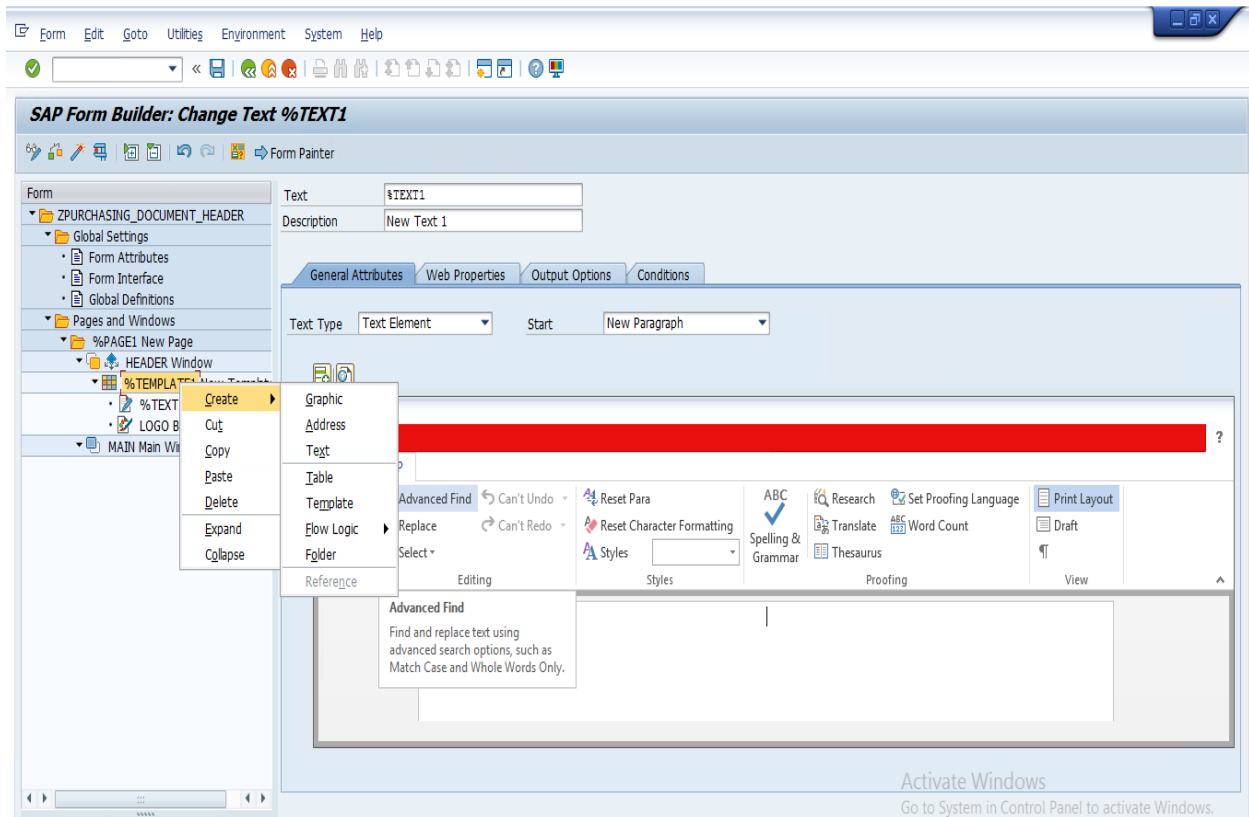 Form Edit Goto Utilities Environment System Help
SAP Form Builder: Change Text %TEXT1
Form Painter
Form
ZPURCHASING_DOCUMENT_HEADER
Global Settings
Form Attributes
Form Interface
Global Definitions
Pages and Windows
%PAGE1 New Page
HEADER Window
%TEMPLATE1 New Template
%TEXT
LOGO B
MAIN Main Wi
Create
Cut
Copy
Paste
Delete
Expand
Collapse
Graphic
Address
Text
Table
Template
Flow Logic
Folder
Reference
Text %TEXT1
Description New Text 1
General Attributes Web Properties Output Options Conditions
Text Type Text Element Start New Paragraph
?
Advanced Find Can't Undo Reset Para ABC Research Set Proofing Language Print Layout
Replace Can't Redo Reset Character Formatting Spelling & Grammar Translate ABC 123 Word Count Draft
Select Styles Thesaurus ¶
Editing Styles Proofing View
Advanced Find
Find and replace text using
advanced search options, such as
Match Case and Whole Words Only.
Activate Windows
Go to System in Control Panel to activate Windows.